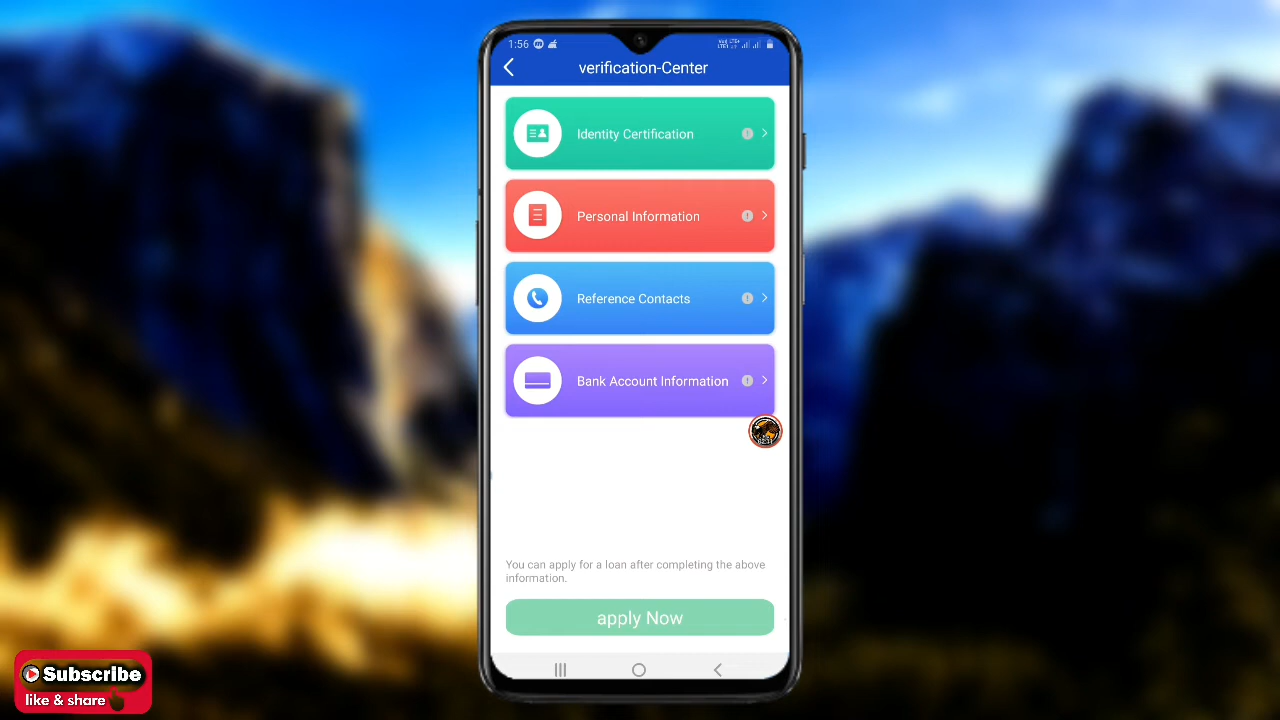 1:56
verification-Center
Identity Certification
Personal Information
Reference Contacts
Bank Account Information
You can apply for a loan after completing the above
information.
apply Now
Subscribe
like & share